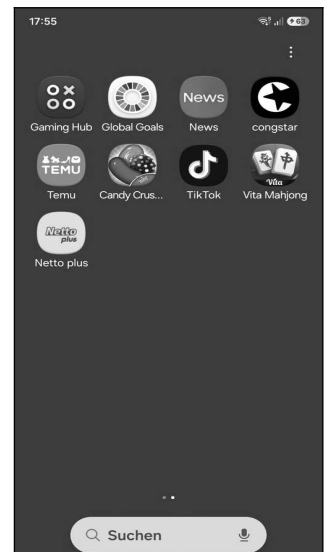 17:55
63
Gaming Hub Global Goals News congstar
News
TEMU
Temu Candy Crus... TikTok Vita Mahjong
Vita
Netto
plus
Netto plus
Suchen